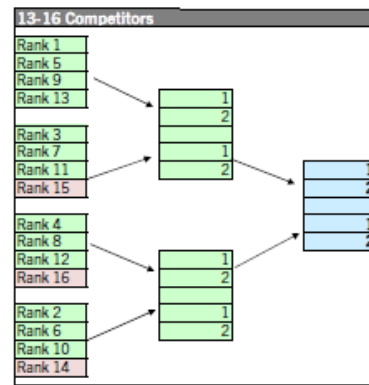 13-16 Competitors
Rank 1
Rank 5
Rank 9
Rank 13
Rank 3
Rank 7
Rank 11
Rank 15
Rank 4
Rank 8
Rank 12
Rank 16
Rank 2
Rank 6
Rank 10
Rank 14
1
2
1
2
1
2
1
2